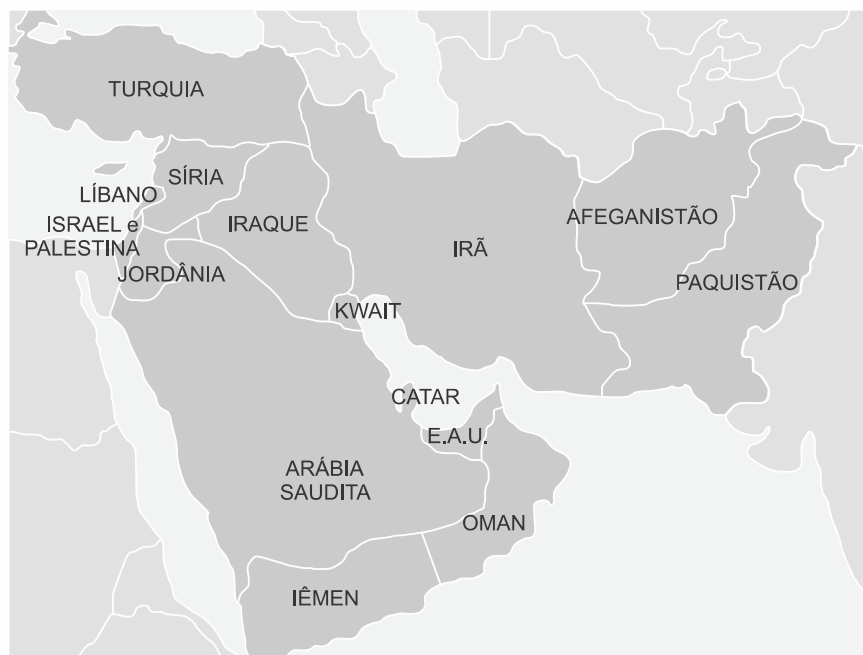 TURQUIA
SÍRIA
LÍBANO
ISRAEL e
PALESTINA
IRAQUE
JORDÂNIA
IRÃ
AFEGANISTÃO
PAQUISTÃO
KWAIT
CATAR
E.A.U.
ARÁBIA
SAUDITA
OMAN
IÊMEN